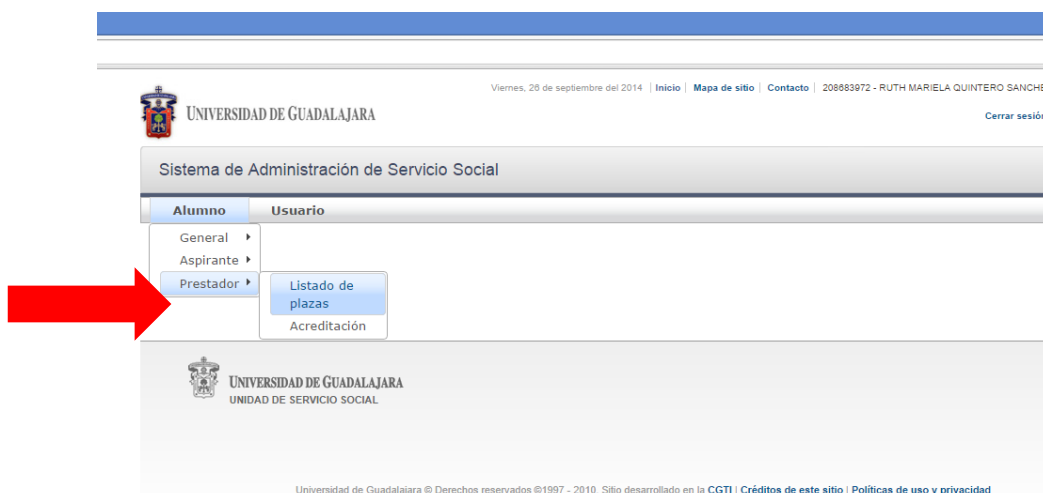 Viernes, 26 de septiembre del 2014 | Inicio | Mapa de sitio | Contacto | 208683972 - RUTH MARIELA QUINTERO SANCHE
UNIVERSIDAD DE GUADALAJARA
Cerrar sesión
Sistema de Administración de Servicio Social
Alumno Usuario
General
Aspirante
Prestador
Listado de
plazas
Acreditación
UNIVERSIDAD DE GUADALAJARA
UNIDAD DE SERVICIO SOCIAL
Universidad de Guadalajara © Derechos reservados ©1997 - 2010. Sitio desarrollado en la CGTI | Créditos de este sitio | Políticas de uso y privacidad